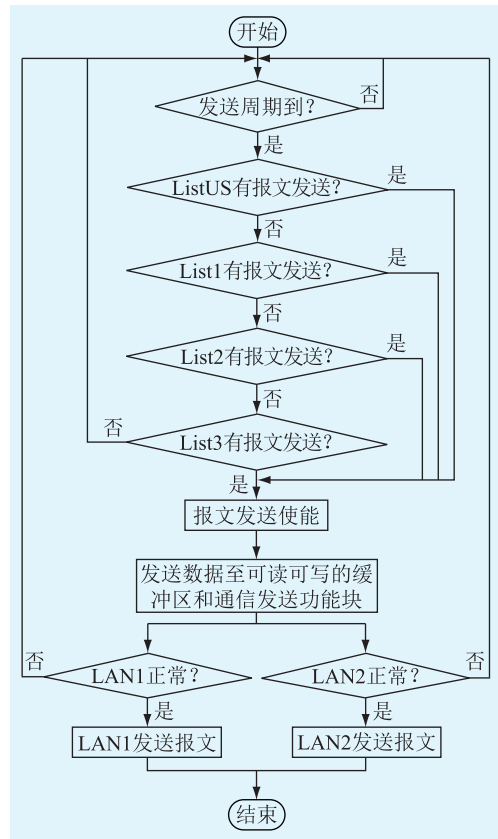 开始
发送周期到？
否
是
ListUS有报文发送？
是
否
List1有报文发送？
是
否
List2有报文发送？
是
否
List3有报文发送？
否
是
报文发送使能
发送数据至可读可写的缓
冲区和通信发送功能块
LAN1正常？
否
是
LAN2正常？
否
是
LAN1发送报文
LAN2发送报文
结束